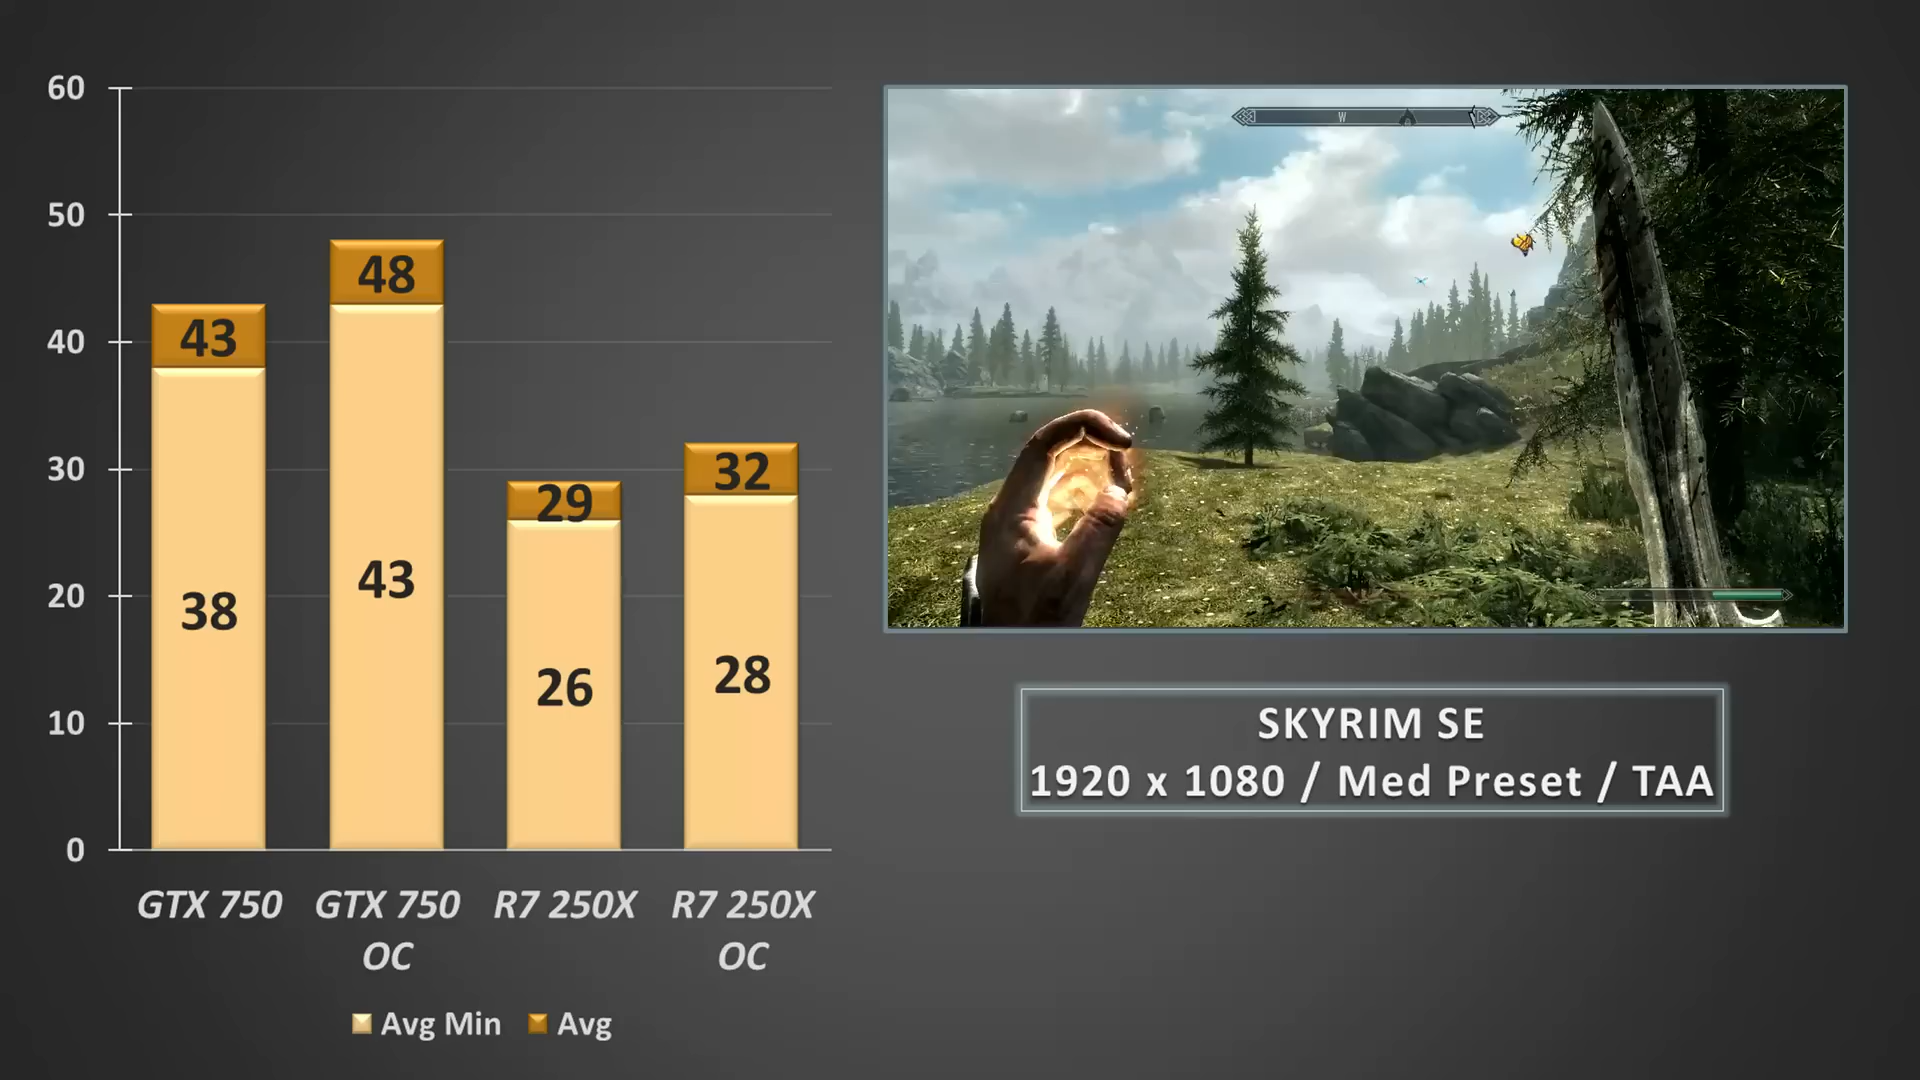 60
50
40
30
20
10
0
43
38
48
43
29
26
32
28
GTX 750
GTX 750
OC
R7 250X
R7 250X
OC
Avg Min
Avg
W
SKYRIM SE
1920 x 1080 / Med Preset / TAA